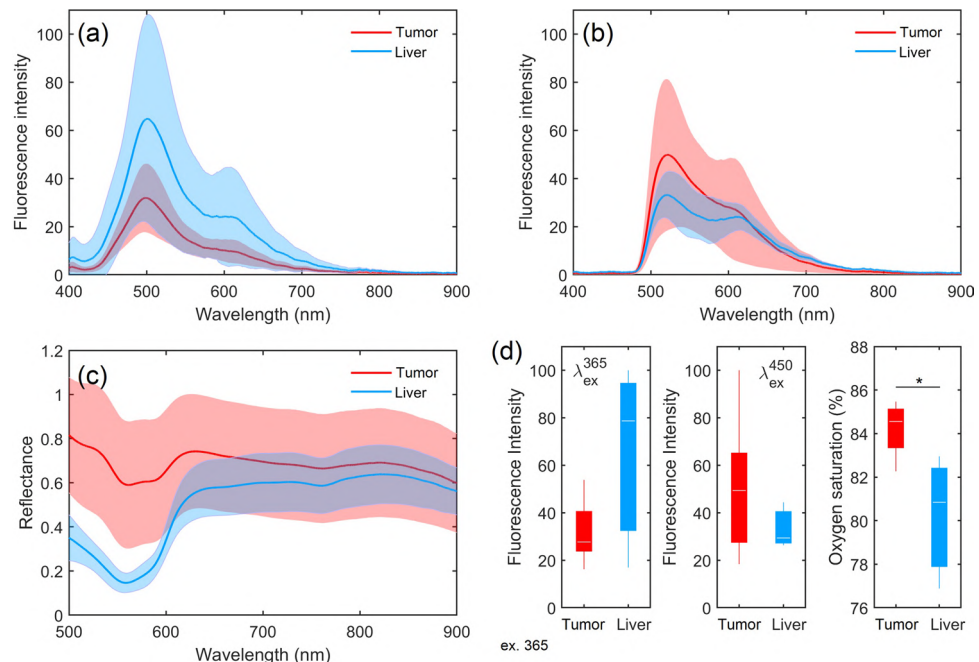 (a)
Tumor
Liver
Fluorescence intensity
100
80
60
40
20
0
400 500 600 700 800 900
Wavelength (nm)
(b)
Tumor
Liver
Fluorescence intensity
100
80
60
40
20
0
400 500 600 700 800 900
Wavelength (nm)
(c)
Tumor
Liver
Reflectance
1.2
1
0.8
0.6
0.4
0.2
0
500 600 700 800 900
Wavelength (nm)
(d)
λex365
Fluorescence Intensity
100
80
60
40
20
0
Tumor Liver
ex. 365
λex450
Fluorescence Intensity
100
80
60
40
20
0
Tumor Liver
*
Oxygen saturation (%)
88
86
84
82
80
78
76
Tumor Liver